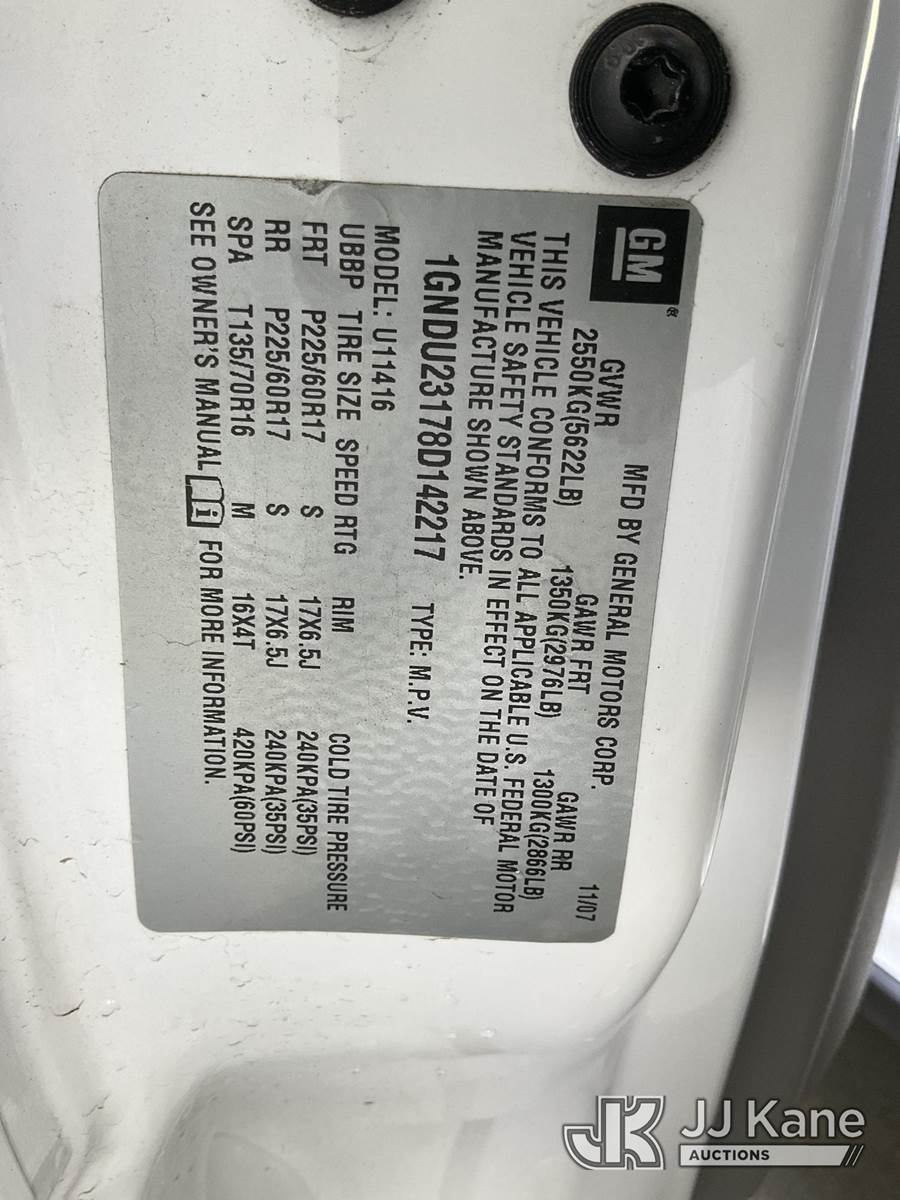 GM®
MFD BY GENERAL MOTORS CORP. 11/07
GVWR GAWR FRT GAWR RR
2550KG(5622LB) 1350KG(2976LB) 1300KG(2866LB)
THIS VEHICLE CONFORMS TO ALL APPLICABLE U.S. FEDERAL MOTOR
VEHICLE SAFETY STANDARDS IN EFFECT ON THE DATE OF
MANUFACTURE SHOWN ABOVE.
1GNDU23178D142217 TYPE: M.P.V.
MODEL: U11416
UBBP TIRE SIZE SPEED RTG RIM COLD TIRE PRESSURE
FRT P225/60R17 S 17X6.5J 240KPA(35PSI)
RR P225/60R17 S 17X6.5J 240KPA(35PSI)
SPA T135/70R16 M 16X4T 420KPA(60PSI)
SEE OWNER'S MANUAL i FOR MORE INFORMATION.
JK JJ Kane
AUCTIONS